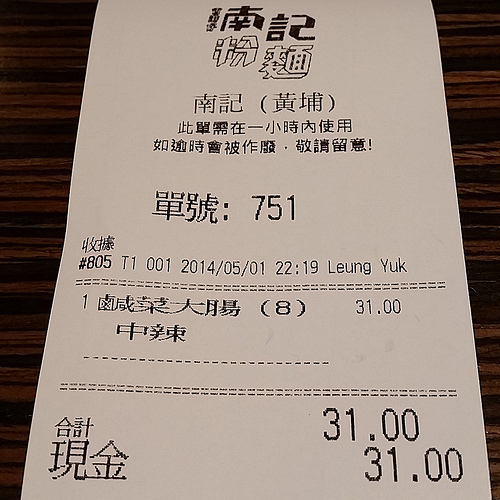 南記
粉麵
南記 (黃埔)
此單需在一小時內使用
如逾時會被作廢，敬請留意!
單號: 751
收據
#805 T1 001 2014/05/01 22:19 Leung Yuk
1 鹹菜大腸 (8) 31.00
中辣
合計 31.00
現金 31.00